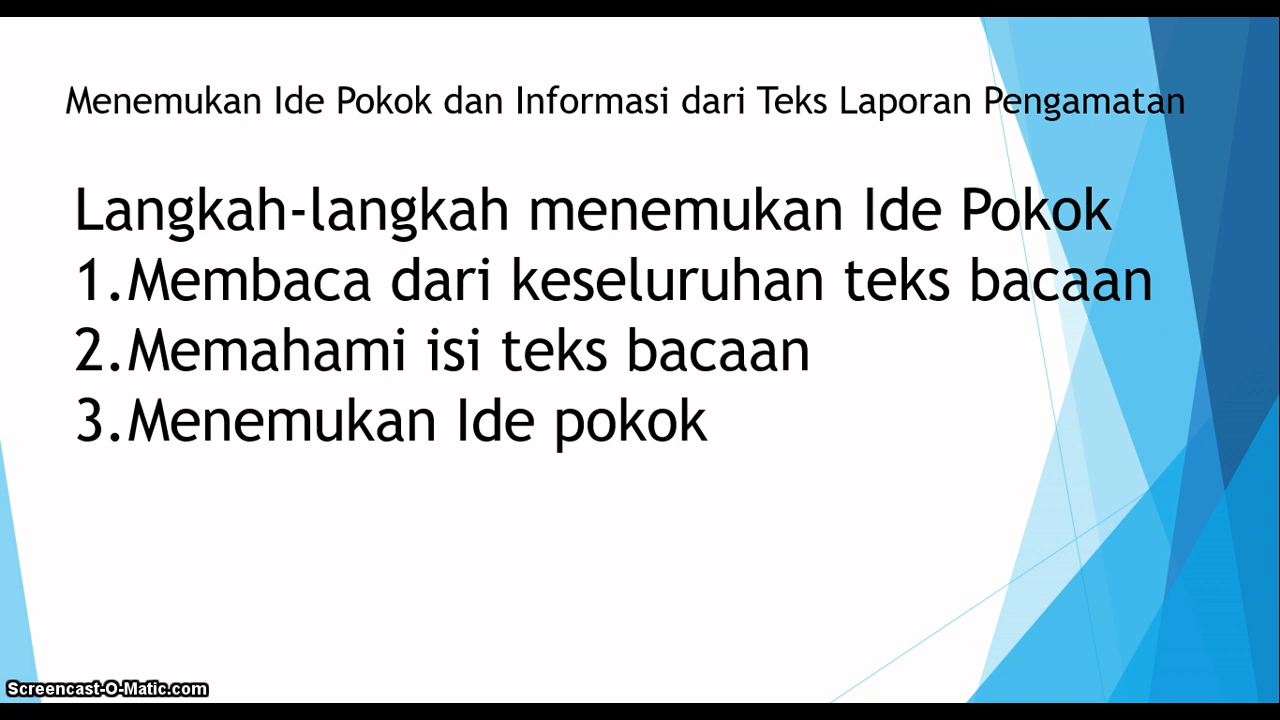 Menemukan Ide Pokok dan Informasi dari Teks Laporan Pengamatan
Langkah-langkah menemukan Ide Pokok
1.Membaca dari keseluruhan teks bacaan
2.Memahami isi teks bacaan
3.Menemukan Ide pokok
Screencast-O-Matic.com